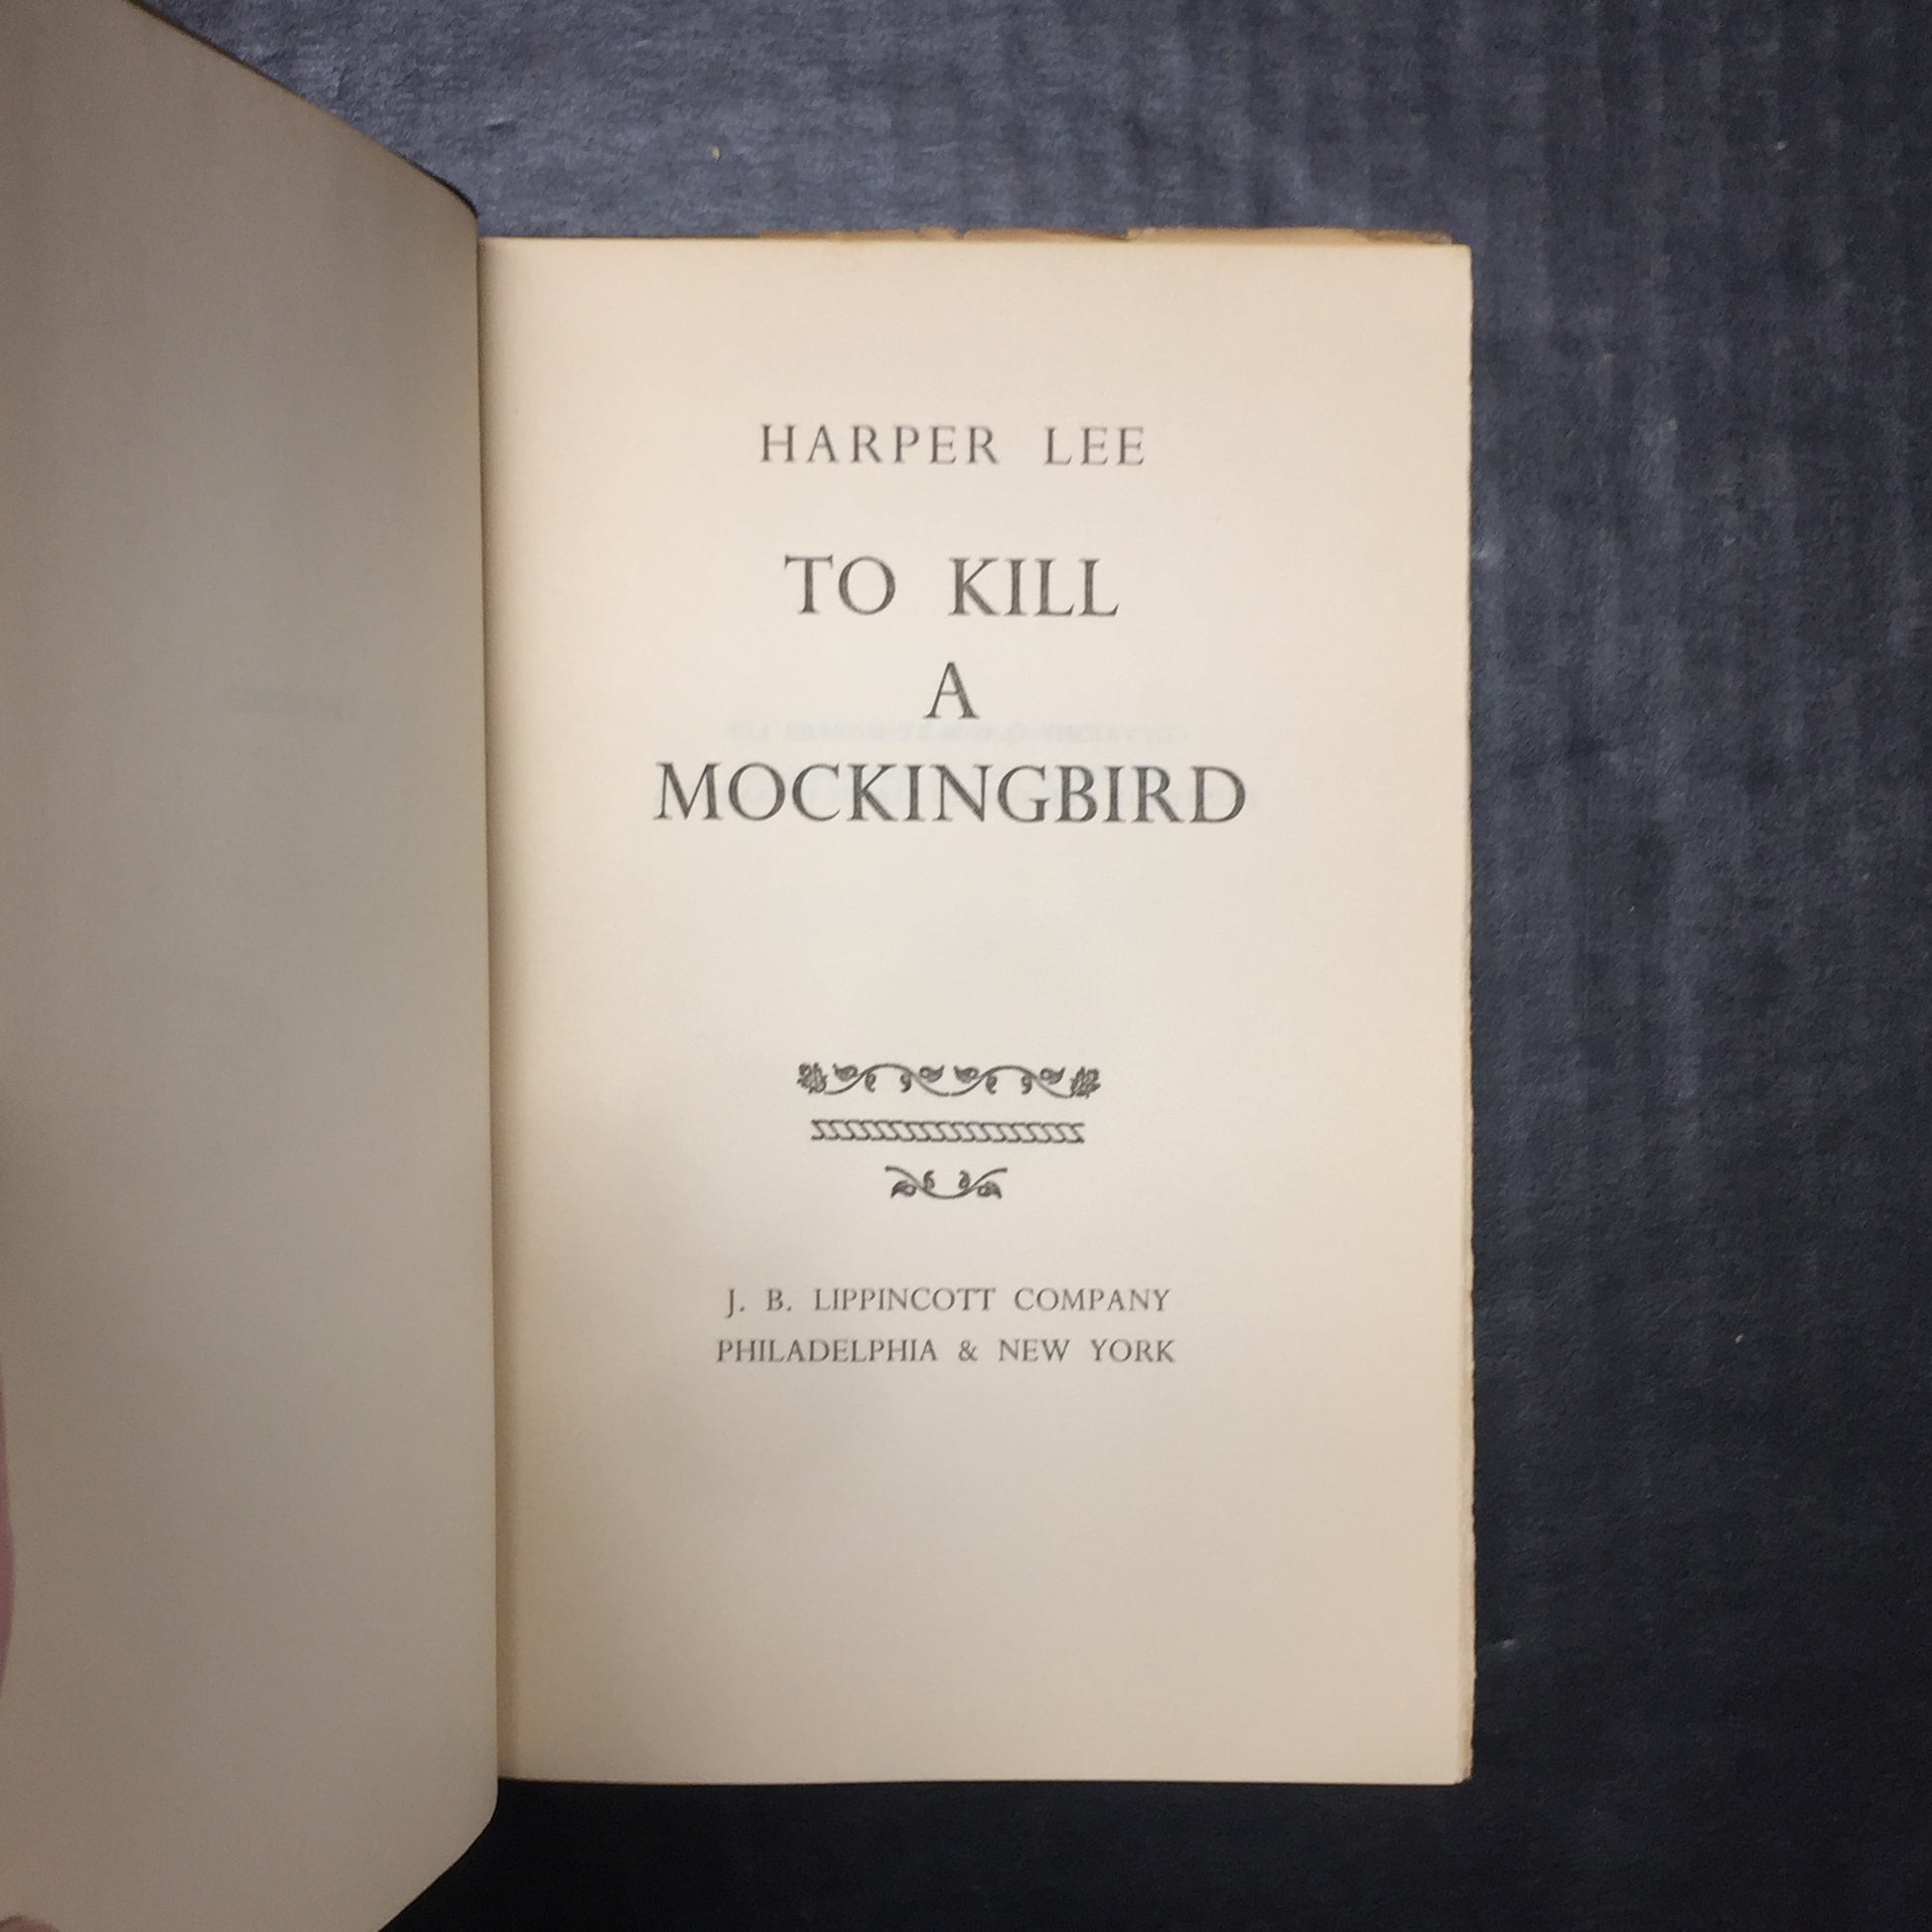 HARPER LEE
TO KILL
A
MOCKINGBIRD
J. B. LIPPINCOTT COMPANY
PHILADELPHIA & NEW YORK